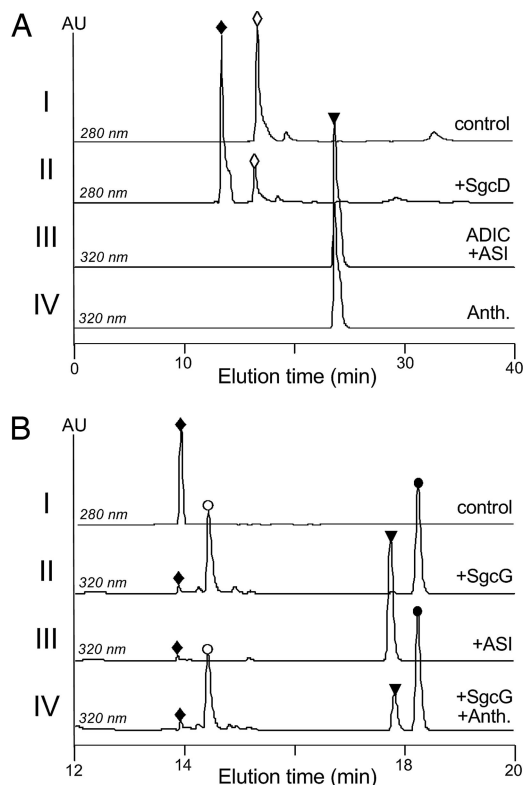 A
AU
I
280 nm
control
II
280 nm
+SgcD
III
320 nm
ADIC
+ASI
IV
320 nm
Anth.
0
10
30
40
Elution time (min)
B
AU
I
280 nm
control
II
320 nm
+SgcG
III
320 nm
+ASI
IV
320 nm
+SgcG
+Anth.
12
14
18
20
Elution time (min)